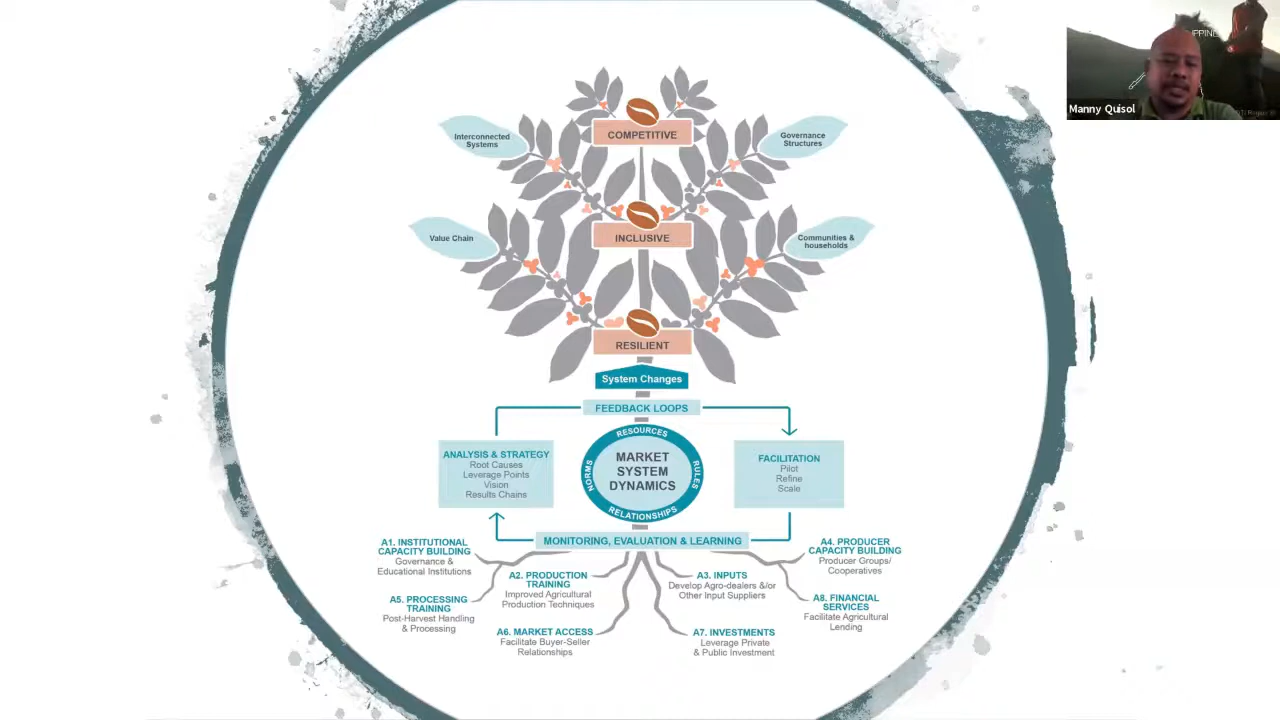 PPING
Manny Quisol
COMPETITIVE
Interconnected
Systems
Governance
Structures
INCLUSIVE
Value Chain
Communities &
households
RESILIENT
System Changes
FEEDBACK LOOPS
ANALYSIS & STRATEGY
Root Causes
Leverage Points
Vision
Results Chains
RESOURCES
NORMS
MARKET
SYSTEM
DYNAMICS
RULES
RELATIONSHIPS
FACILITATION
Pilot
Refine
Scale
MONITORING, EVALUATION & LEARNING
A1. INSTITUTIONAL
CAPACITY BUILDING
Governance &
Educational Institutions
A2. PRODUCTION
TRAINING
Improved Agricultural
Production Techniques
A3. INPUTS
Develop Agro-dealers &/or
Other Input Suppliers
A4. PRODUCER
CAPACITY BUILDING
Producer Groups/
Cooperatives
A5. PROCESSING
TRAINING
Post-Harvest Handling
& Processing
A6. MARKET ACCESS
Facilitate Buyer-Seller
Relationships
A7. INVESTMENTS
Leverage Private
& Public Investment
A8. FINANCIAL
SERVICES
Facilitate Agricultural
Lending